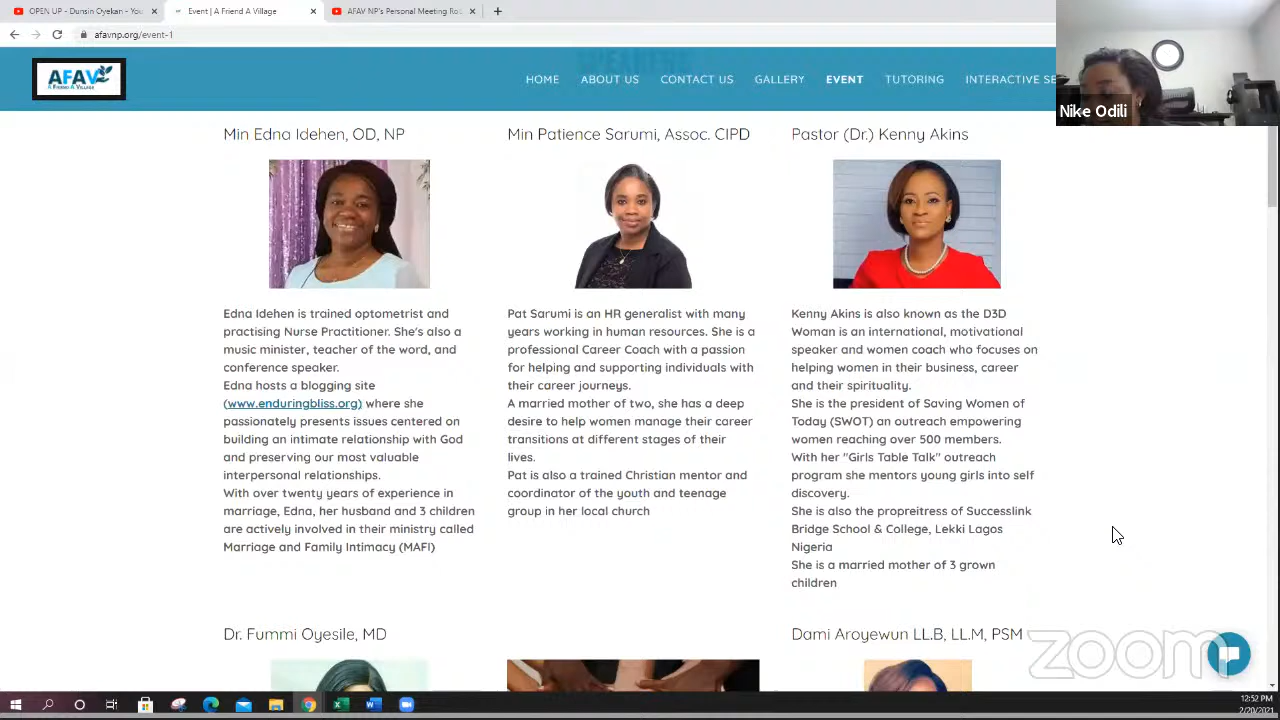 OPEN UP - Dunsin Oyekan - You
Event | A Friend A Village
AFAV NP's Personal Meeting Ro
afavnp.org/event-1
AFAV
A Friend A Village
HOME
ABOUT US
CONTACT US
GALLERY
EVENT
TUTORING
INTERACTIVE SE
SPEAKERS
Nike Odili
Min Edna Idehen, OD, NP
Edna Idehen is trained optometrist and
practising Nurse Practitioner. She's also a
music minister, teacher of the word, and
conference speaker.
Edna hosts a blogging site
(www.enduringbliss.org) where she
passionately presents issues centered on
building an intimate relationship with God
and preserving our most valuable
interpersonal relationships.
With over twenty years of experience in
marriage, Edna, her husband and 3 children
are actively involved in their ministry called
Marriage and Family Intimacy (MAFI)
Min Patience Sarumi, Assoc. CIPD
Pat Sarumi is an HR generalist with many
years working in human resources. She is a
professional Career Coach with a passion
for helping and supporting individuals with
their career journeys.
A married mother of two, she has a deep
desire to help women manage their career
transitions at different stages of their
lives.
Pat is also a trained Christian mentor and
coordinator of the youth and teenage
group in her local church
Pastor (Dr.) Kenny Akins
Kenny Akins is also known as the D3D
Woman is an international, motivational
speaker and women coach who focuses on
helping women in their business, career
and their spirituality.
She is the president of Saving Women of
Today (SWOT) an outreach empowering
women reaching over 500 members.
With her "Girls Table Talk" outreach
program she mentors young girls into self
discovery.
She is also the propreitress of Successlink
Bridge School & College, Lekki Lagos
Nigeria
She is a married mother of 3 grown
children
Dr. Fummi Oyesile, MD
Dami Aroyewun LL.B, LL.M, PSM
zoom
12:52 PM
2/20/2021